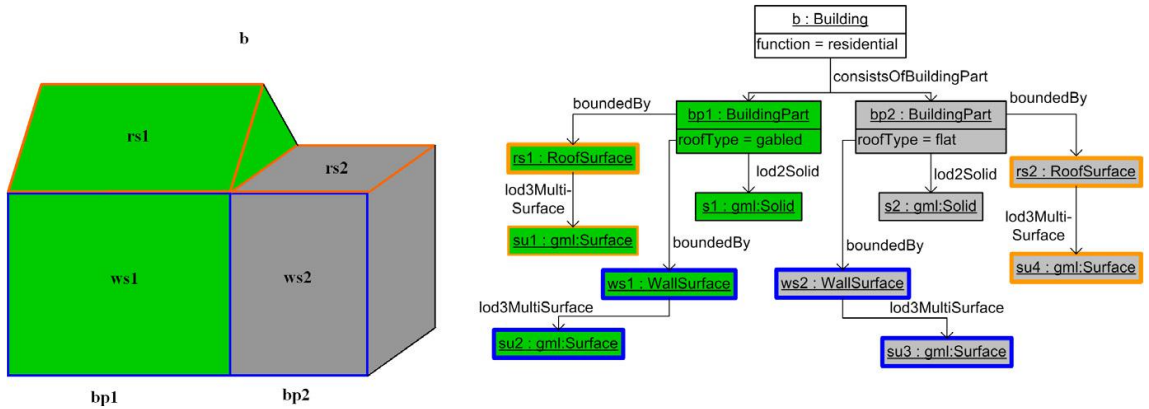 b
rs1
rs2
ws1
ws2
bp1
bp2
b : Building
function = residential
consistsOfBuildingPart
boundedBy
bp1 : BuildingPart
roofType = gabled
bp2 : BuildingPart
roofType = flat
boundedBy
rs1 : RoofSurface
lod2Solid
lod2Solid
rs2 : RoofSurface
lod3Multi-
Surface
s1 : gml:Solid
s2 : gml:Solid
lod3Multi-
Surface
su1 : gml:Surface
boundedBy
boundedBy
su4 : gml:Surface
ws1 : WallSurface
ws2 : WallSurface
lod3MultiSurface
lod3MultiSurface
su2 : gml:Surface
su3 : gml:Surface